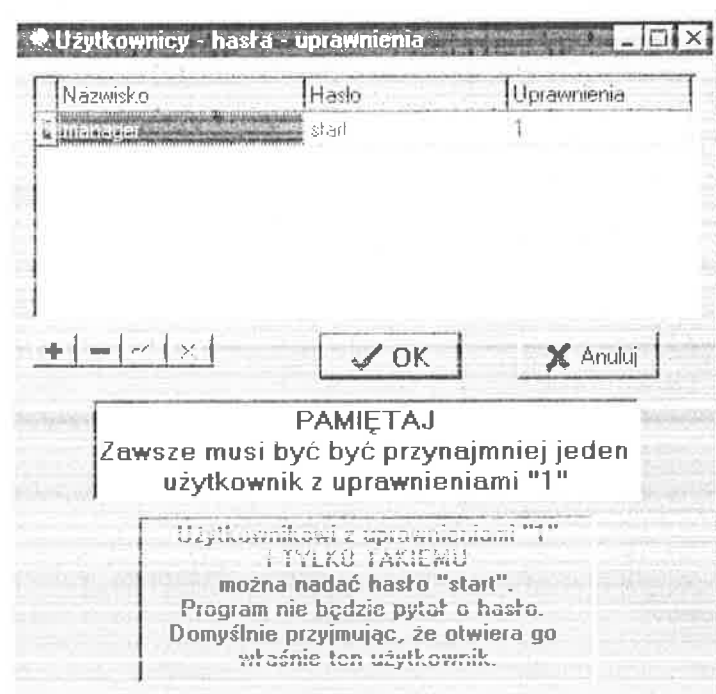 Użytkownicy - hasła - uprawnienia
Nazwisko Hasło Uprawnienia
manager start 1
OK Anuluj
PAMIĘTAJ
Zawsze musi być być przynajmniej jeden
użytkownik z uprawnieniami "1"
Użytkownikowi z uprawnieniami "1"
I TYLKO TAKIEMU
można nadać hasło "start".
Program nie będzie pytał o hasło.
Domyślnie przyjmując, że otwiera go
właśnie ten użytkownik.